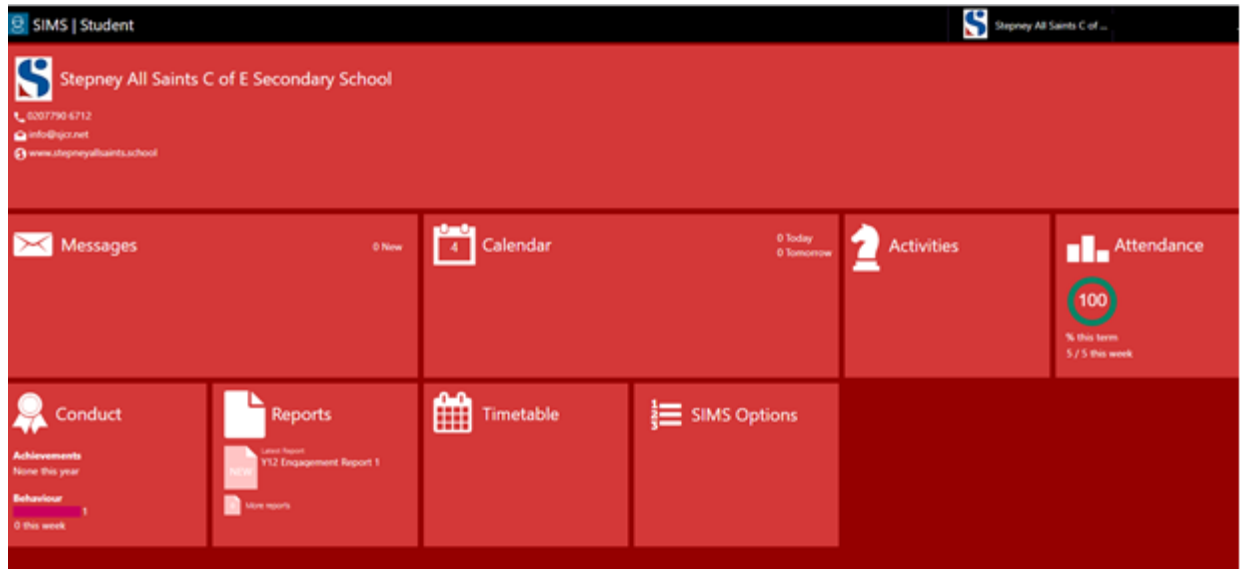 SIMS | Student
Stepney All Saints C of ...
Stepney All Saints C of E Secondary School
0207790 6712
info@sjcr.net
www.stepneyallsaints.school
Messages
0 New
4
Calendar
0 Today
0 Tomorrow
Activities
Attendance
100
% this term
5 / 5 this week
Conduct
Achievements
None this year
Behaviour
1
0 this week
Reports
Latest Report
NEW
Y12 Engagement Report 1
More reports
Timetable
1
2
3
SIMS Options